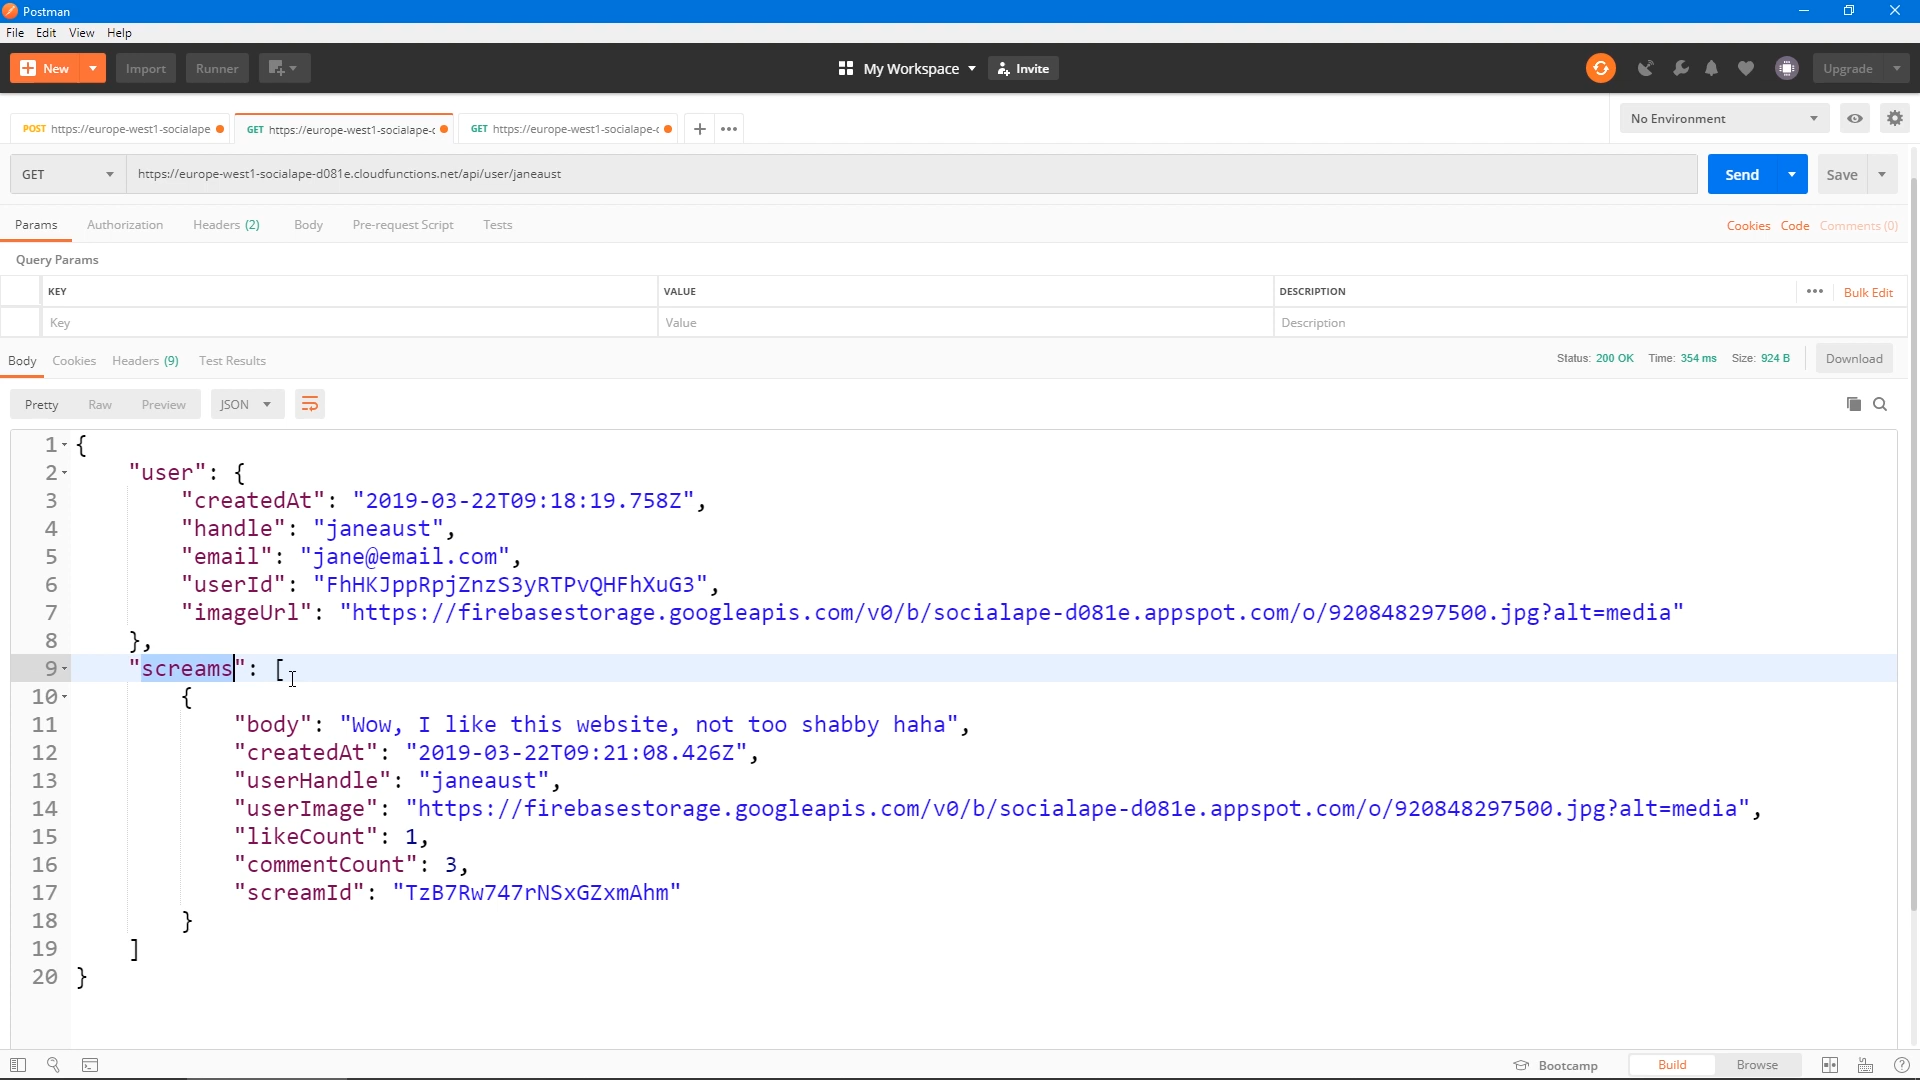 Postman
File Edit View Help
New Import Runner My Workspace Invite Upgrade
POST https://europe-west1-socialape GET https://europe-west1-socialape-c GET https://europe-west1-socialape-c No Environment
GET https://europe-west1-socialape-d081e.cloudfunctions.net/api/user/janeaust Send Save
Params Authorization Headers (2) Body Pre-request Script Tests Cookies Code Comments (0)
Query Params
KEY VALUE DESCRIPTION Bulk Edit
Key Value Description
Body Cookies Headers (9) Test Results Status: 200 OK Time: 354 ms Size: 924 B Download
Pretty Raw Preview JSON
1 {
2 "user": {
3 "createdAt": "2019-03-22T09:18:19.758Z",
4 "handle": "janeaust",
5 "email": "jane@email.com",
6 "userId": "FhHKJppRpjZnzS3yRTPvQHFhXuG3",
7 "imageUrl": "https://firebasestorage.googleapis.com/v0/b/socialape-d081e.appspot.com/o/920848297500.jpg?alt=media"
8 },
9 "screams": [
10 {
11 "body": "Wow, I like this website, not too shabby haha",
12 "createdAt": "2019-03-22T09:21:08.426Z",
13 "userHandle": "janeaust",
14 "userImage": "https://firebasestorage.googleapis.com/v0/b/socialape-d081e.appspot.com/o/920848297500.jpg?alt=media",
15 "likeCount": 1,
16 "commentCount": 3,
17 "screamId": "TzB7Rw747rNSxGZxmAhm"
18 }
19 ]
20 }
Bootcamp Build Browse